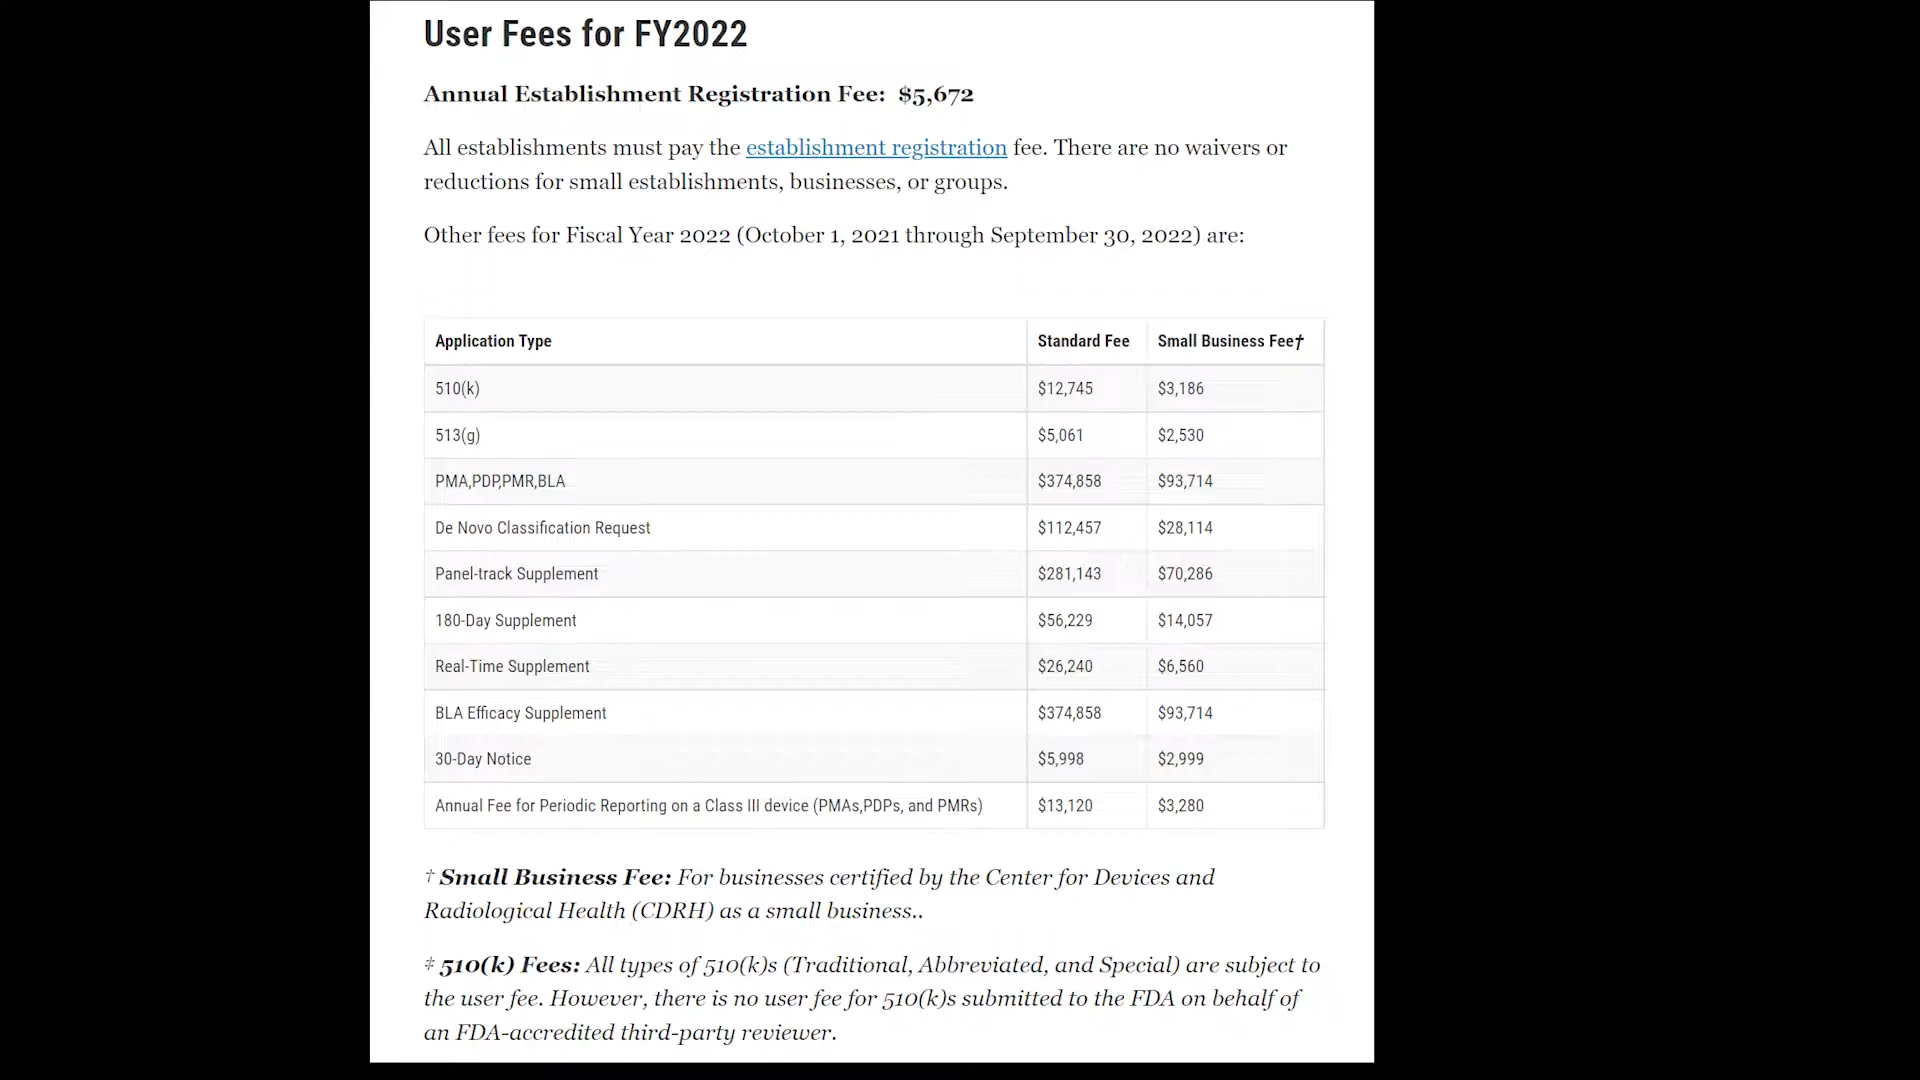 User Fees for FY2022
Annual Establishment Registration Fee: $5,672
All establishments must pay the establishment registration fee. There are no waivers or
reductions for small establishments, businesses, or groups.
Other fees for Fiscal Year 2022 (October 1, 2021 through September 30, 2022) are:
Application Type Standard Fee Small Business Fee†
510(k) $12,745 $3,186
513(g) $5,061 $2,530
PMA,PDP,PMR,BLA $374,858 $93,714
De Novo Classification Request $112,457 $28,114
Panel-track Supplement $281,143 $70,286
180-Day Supplement $56,229 $14,057
Real-Time Supplement $26,240 $6,560
BLA Efficacy Supplement $374,858 $93,714
30-Day Notice $5,998 $2,999
Annual Fee for Periodic Reporting on a Class III device (PMAs,PDPs, and PMRs) $13,120 $3,280
† Small Business Fee: For businesses certified by the Center for Devices and
Radiological Health (CDRH) as a small business..
‡ 510(k) Fees: All types of 510(k)s (Traditional, Abbreviated, and Special) are subject to
the user fee. However, there is no user fee for 510(k)s submitted to the FDA on behalf of
an FDA-accredited third-party reviewer.